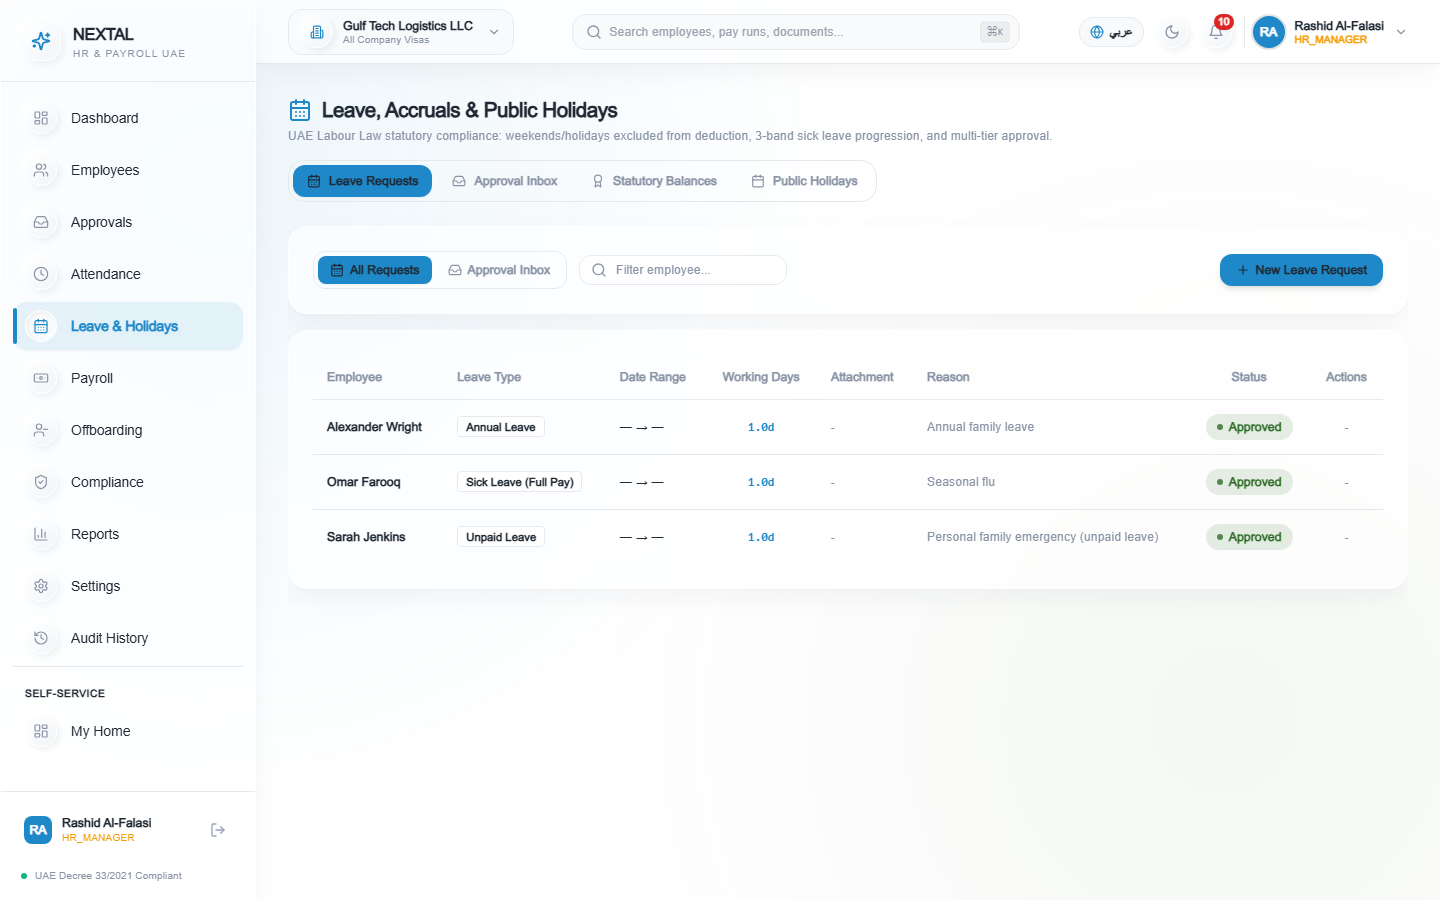 NEXTAL
HR & PAYROLL UAE
Dashboard
Employees
Approvals
Attendance
Leave & Holidays
Payroll
Offboarding
Compliance
Reports
Settings
Audit History
SELF-SERVICE
My Home
RA
Rashid Al-Falasi
HR_MANAGER
UAE Decree 33/2021 Compliant
Gulf Tech Logistics LLC
All Company Visas
Search employees, pay runs, documents...
⌘K
عربي
10
RA
Rashid Al-Falasi
HR_MANAGER
Leave, Accruals & Public Holidays
UAE Labour Law statutory compliance: weekends/holidays excluded from deduction, 3-band sick leave progression, and multi-tier approval.
Leave Requests Approval Inbox Statutory Balances Public Holidays
All Requests Approval Inbox Filter employee... New Leave Request
Employee Leave Type Date Range Working Days Attachment Reason Status Actions
Alexander Wright Annual Leave — → — 1.0d - Annual family leave Approved -
Omar Farooq Sick Leave (Full Pay) — → — 1.0d - Seasonal flu Approved -
Sarah Jenkins Unpaid Leave — → — 1.0d - Personal family emergency (unpaid leave) Approved -